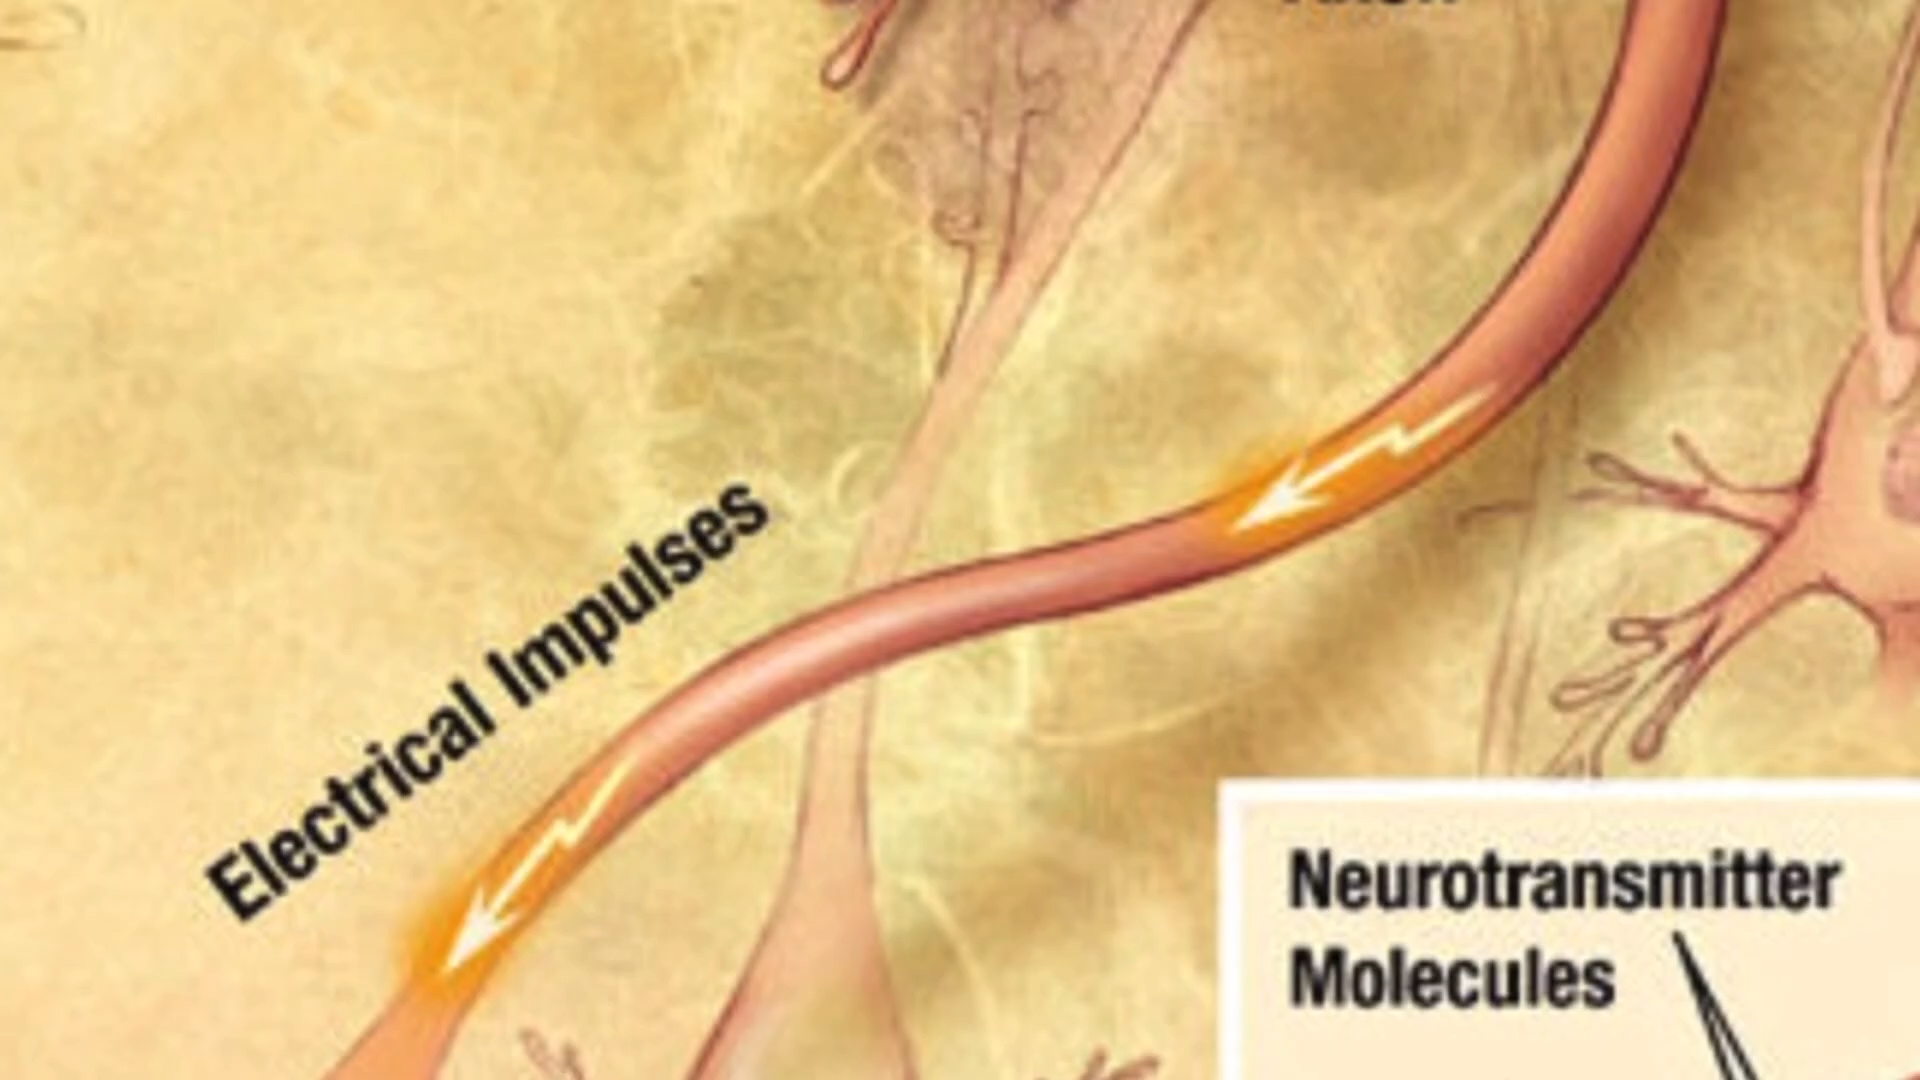 Electrical Impulses
Neurotransmitter
Molecules